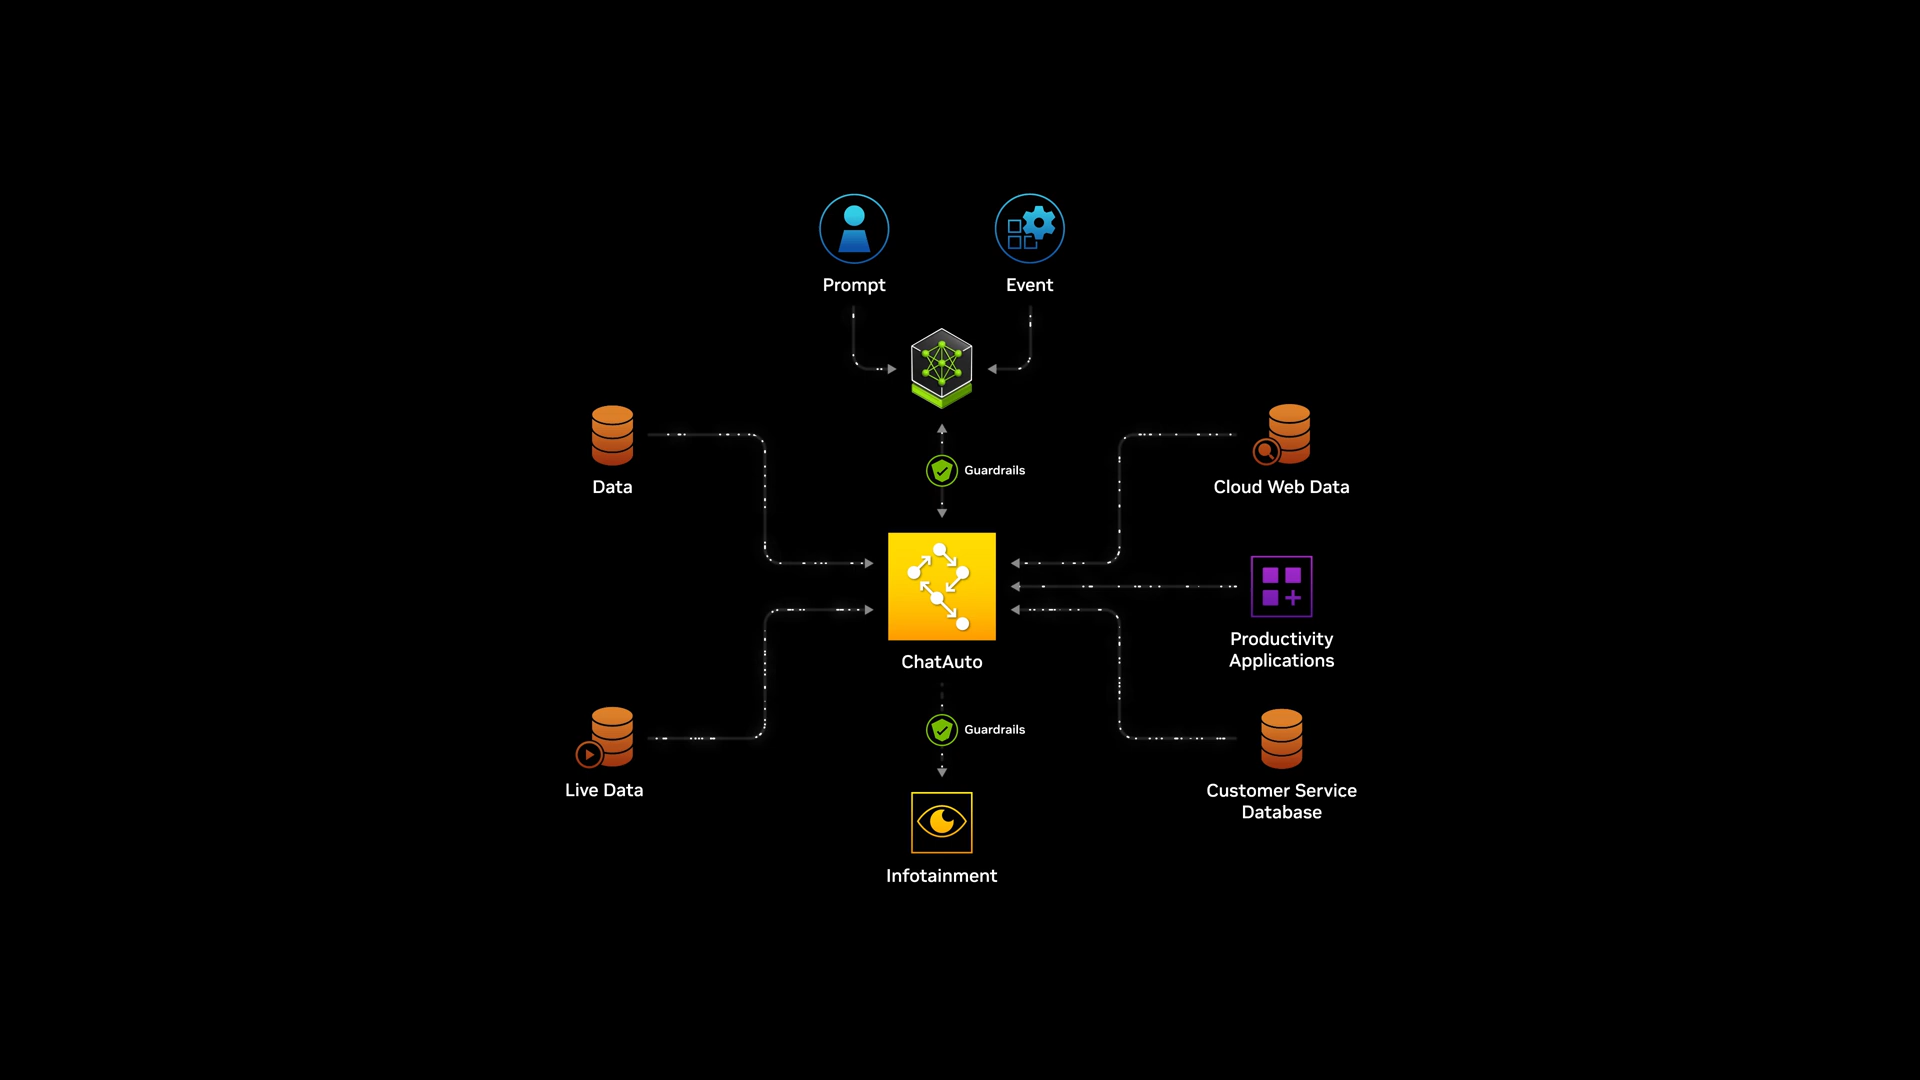 Prompt
Event
Guardrails
Data
Cloud Web Data
Productivity
Applications
ChatAuto
Guardrails
Live Data
Customer Service
Database
Infotainment